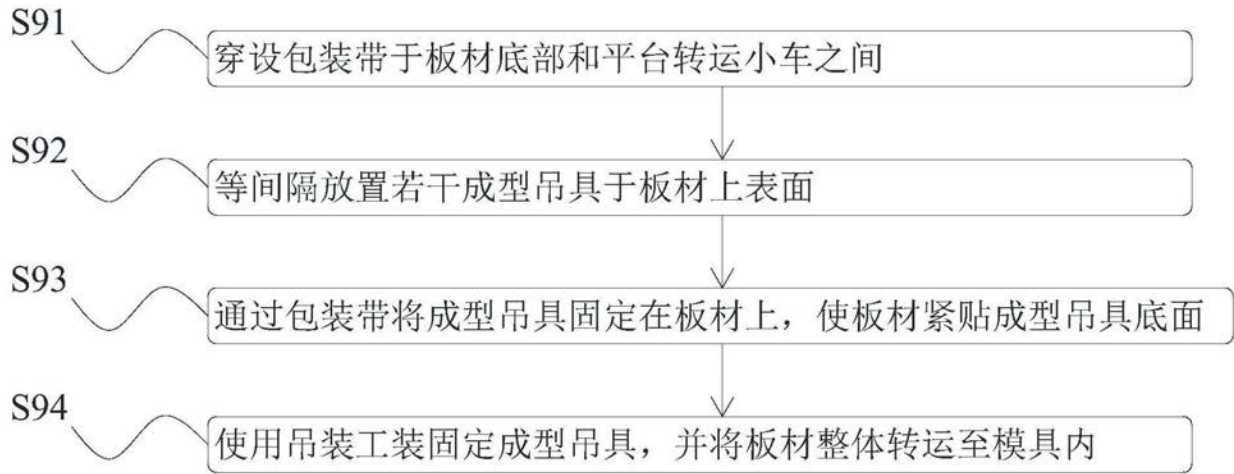 S91
穿设包装带于板材底部和平台转运小车之间
S92
等间隔放置若干成型吊具于板材上表面
S93
通过包装带将成型吊具固定在板材上，使板材紧贴成型吊具底面
S94
使用吊装工装固定成型吊具，并将板材整体转运至模具内